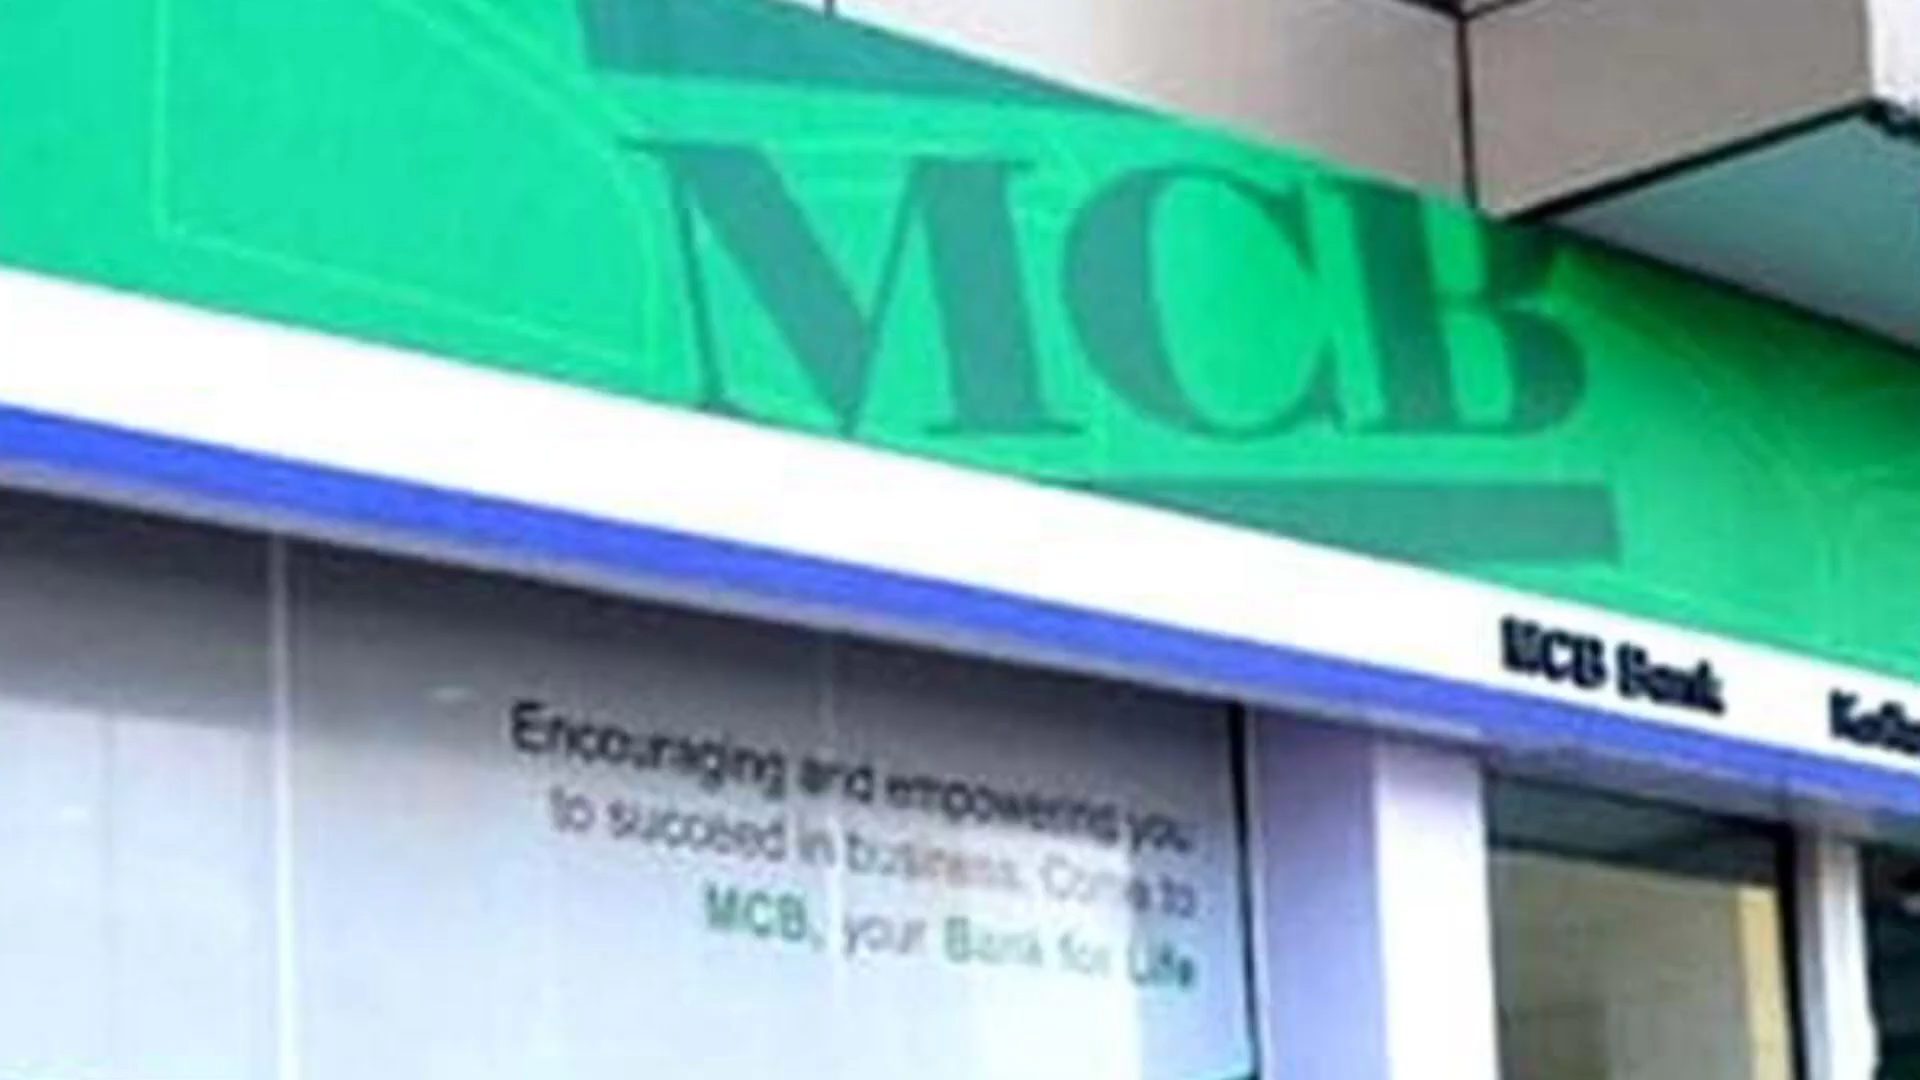 MCB
MCB Bank
Encouraging and empowering you
to succeed in business. Come to
MCB, your Bank for Life